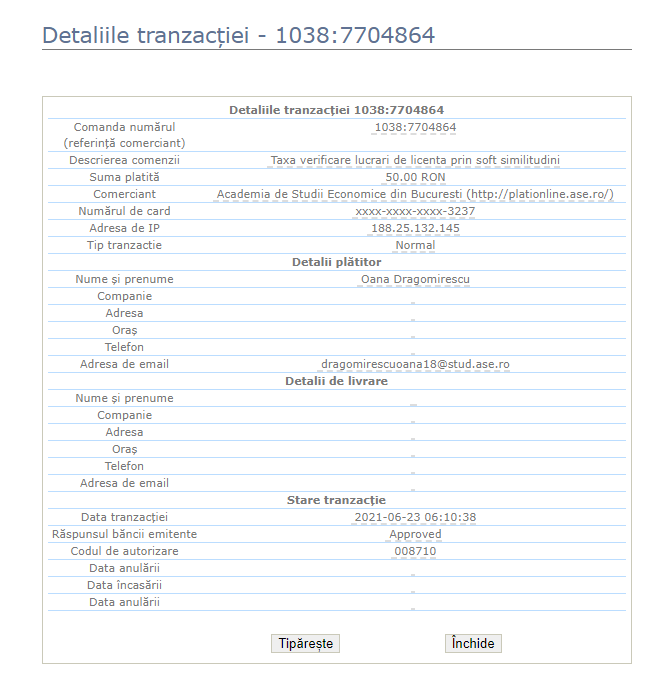 Detaliile tranzacției - 1038:7704864
Detaliile tranzacției 1038:7704864
Comanda numărul (referință comerciant) 1038:7704864
Descrierea comenzii Taxa verificare lucrari de licenta prin soft similitudini
Suma platită 50.00 RON
Comerciant Academia de Studii Economice din Bucuresti (http://plationline.ase.ro/)
Numărul de card xxxx-xxxx-xxxx-3237
Adresa de IP 188.25.132.145
Tip tranzactie Normal
Detalii plătitor
Nume și prenume Oana Dragomirescu
Companie -
Adresa -
Oraș -
Telefon -
Adresa de email dragomirescuoana18@stud.ase.ro
Detalii de livrare
Nume și prenume -
Companie -
Adresa -
Oraș -
Telefon -
Adresa de email -
Stare tranzacție
Data tranzacției 2021-06-23 06:10:38
Răspunsul băncii emitente Approved
Codul de autorizare 008710
Data anulării -
Data încasării -
Data anulării -
Tipărește Închide